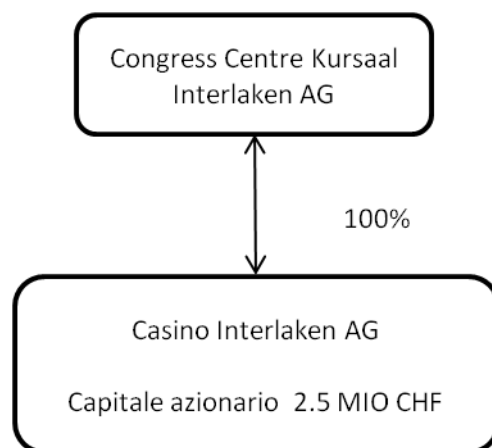 Congress Centre Kursaal
Interlaken AG
100%
Casino Interlaken AG
Capitale azionario 2.5 MIO CHF